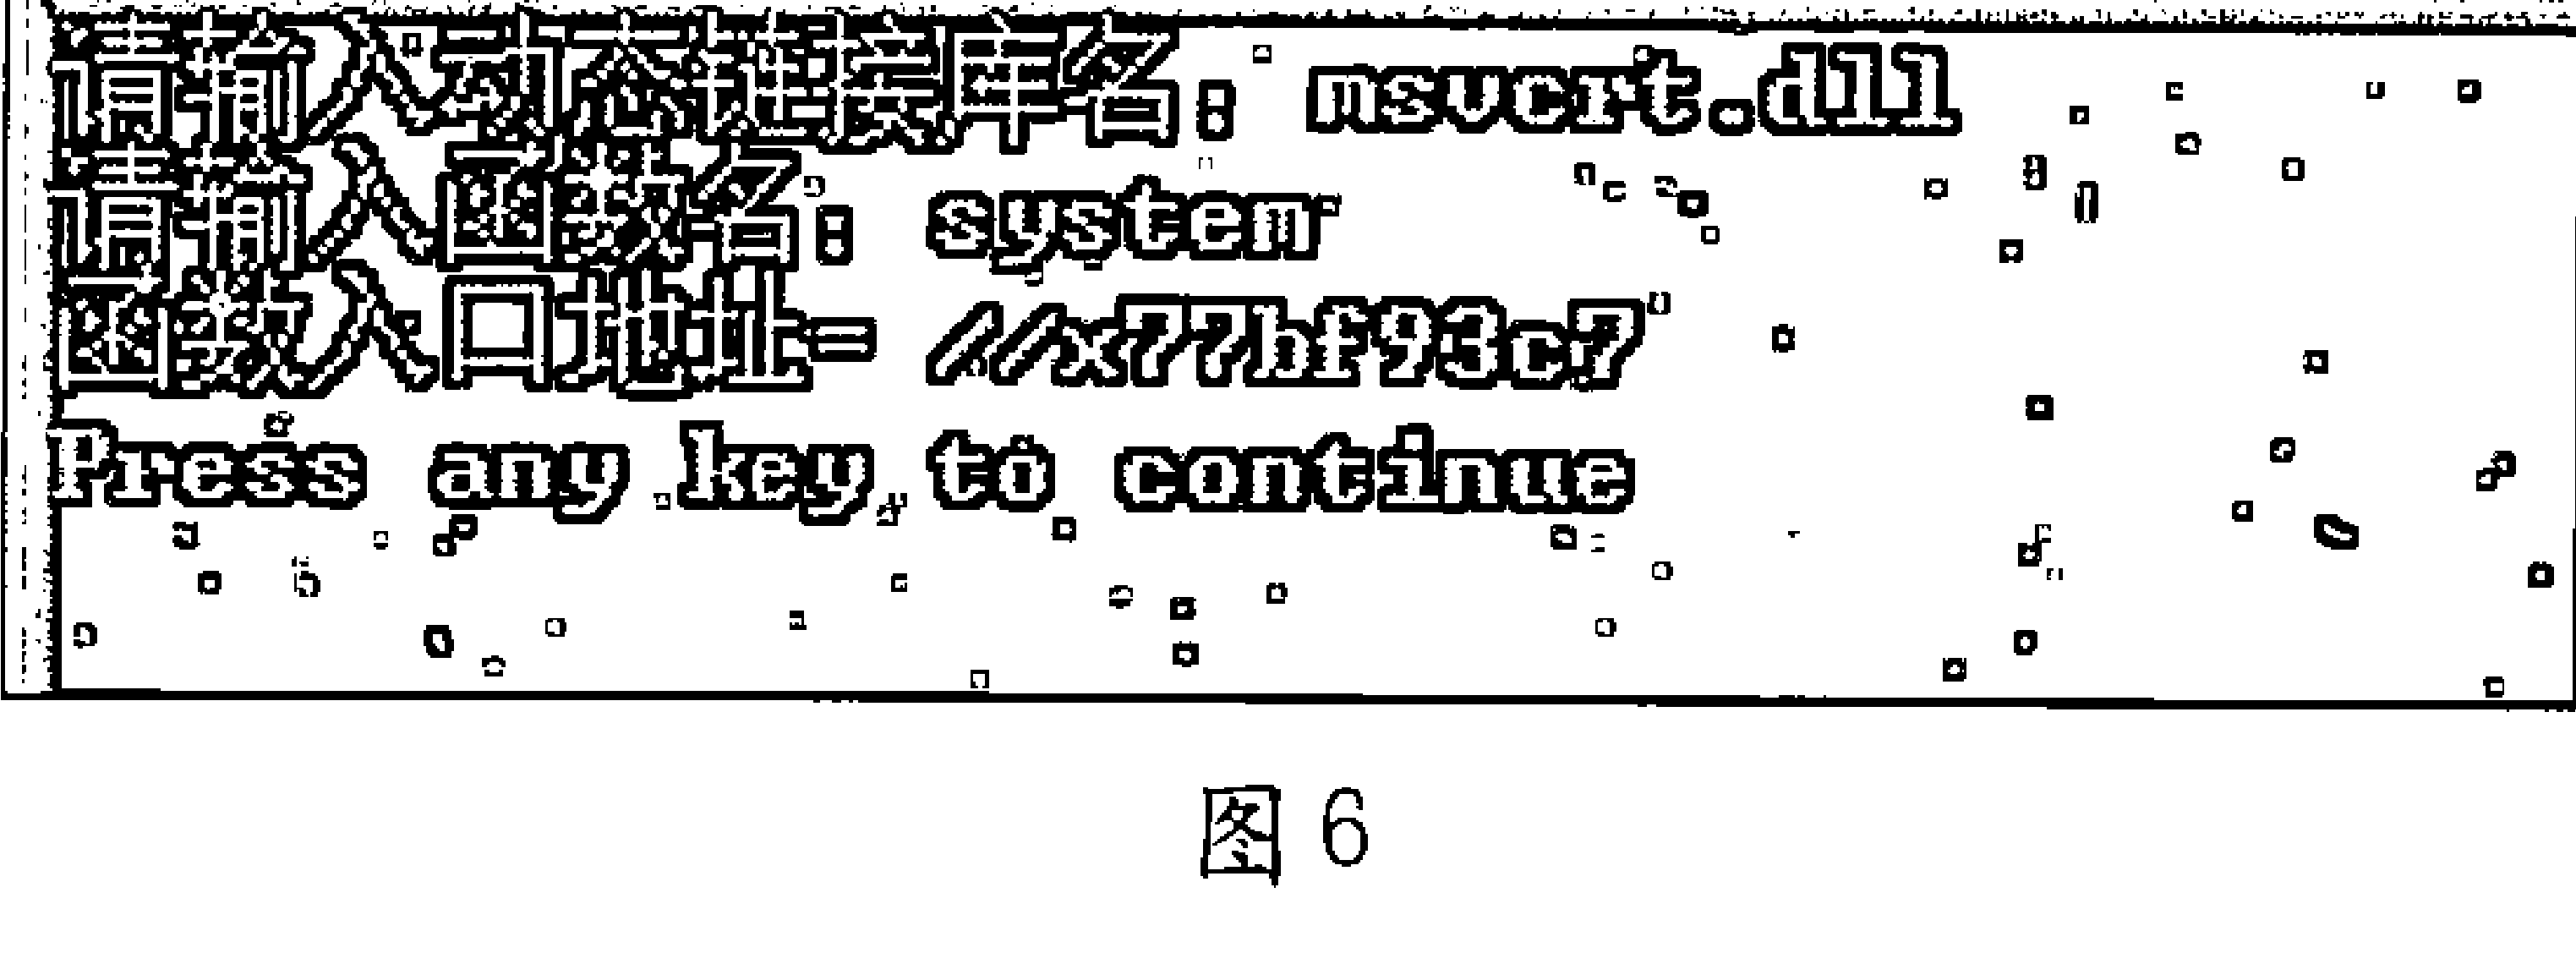 请输入动态链接库名: msvcrt.dll
请输入函数名: system
函数入口地址= //x77bf93c7
Press any key to continue
图 6